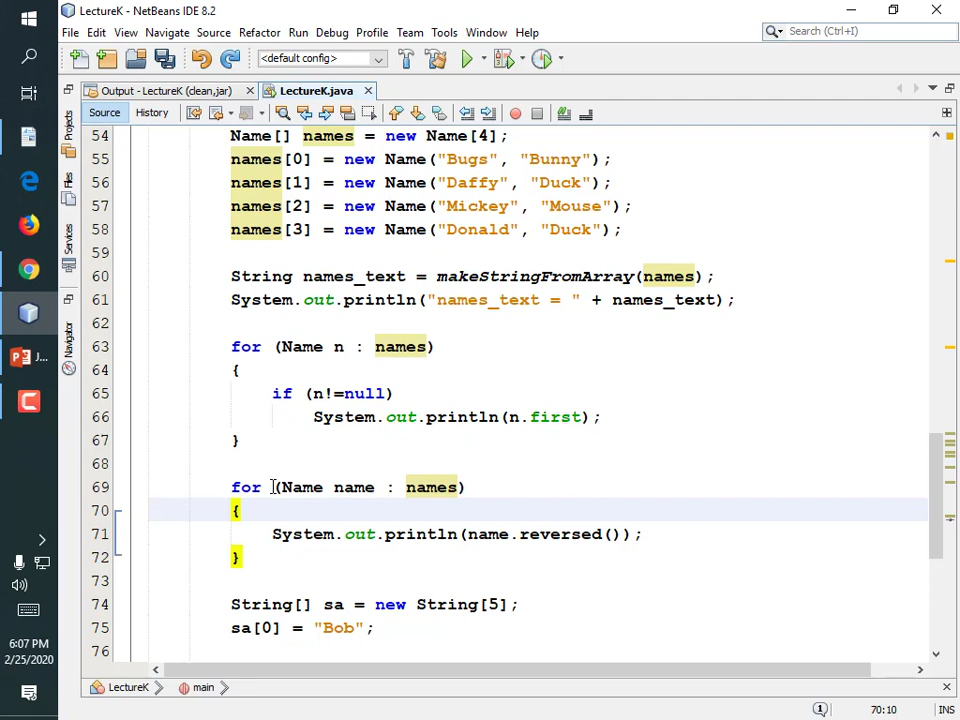 LectureK - NetBeans IDE 8.2
File Edit View Navigate Source Refactor Run Debug Profile Team Tools Window Help
Search (Ctrl+I)
<default config>
Output - LectureK (clean,jar)
LectureK.java
Source History
Projects
Files
Services
Navigator
54 Name[] names = new Name[4];
55 names[0] = new Name("Bugs", "Bunny");
56 names[1] = new Name("Daffy", "Duck");
57 names[2] = new Name("Mickey", "Mouse");
58 names[3] = new Name("Donald", "Duck");
59
60 String names_text = makeStringFromArray(names);
61 System.out.println("names_text = " + names_text);
62
63 for (Name n : names)
64 {
65 if (n!=null)
66 System.out.println(n.first);
67 }
68
69 for (Name name : names)
70 {
71 System.out.println(name.reversed());
72 }
73
74 String[] sa = new String[5];
75 sa[0] = "Bob";
76
LectureK main
J...
6:07 PM
2/25/2020
1 70:10 INS